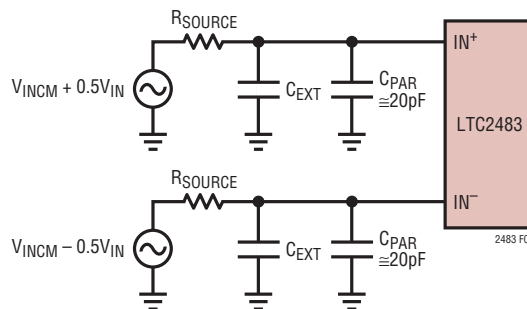 RSOURCE
VINCM + 0.5VIN
CEXT
CPAR
≅20pF
IN+
LTC2483
RSOURCE
VINCM – 0.5VIN
CEXT
CPAR
≅20pF
IN–
2483 F0